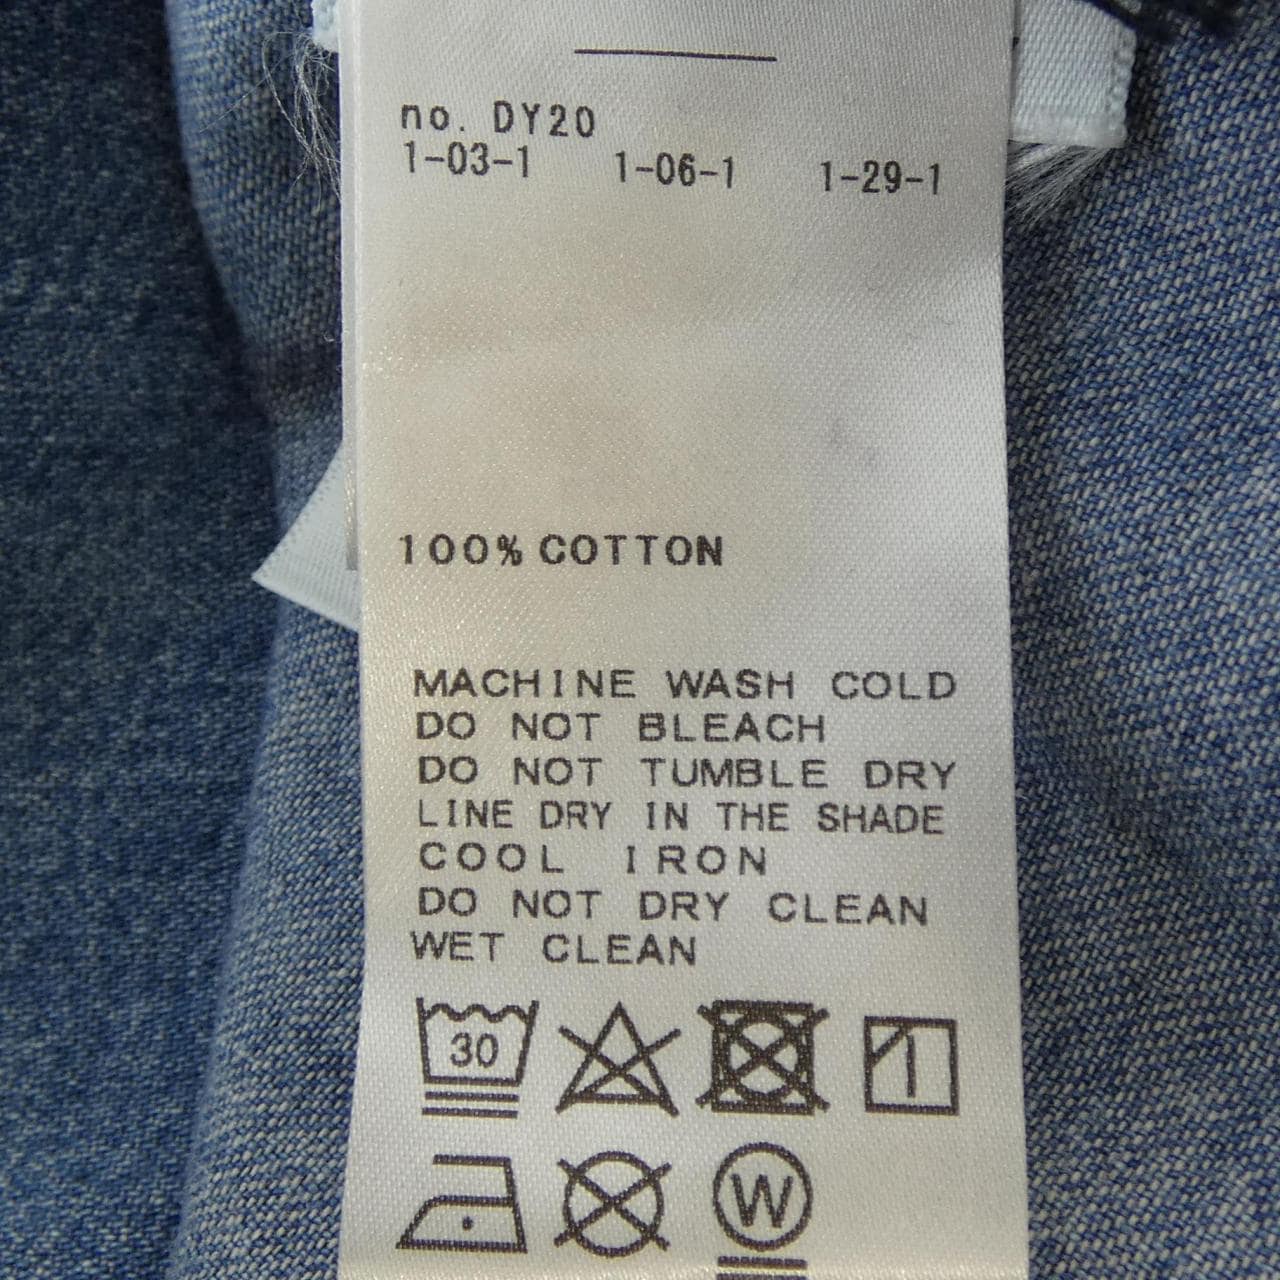 no. DY20
1-03-1 1-06-1 1-29-1
100% COTTON
MACHINE WASH COLD
DO NOT BLEACH
DO NOT TUMBLE DRY
LINE DRY IN THE SHADE
COOL IRON
DO NOT DRY CLEAN
WET CLEAN
30
W